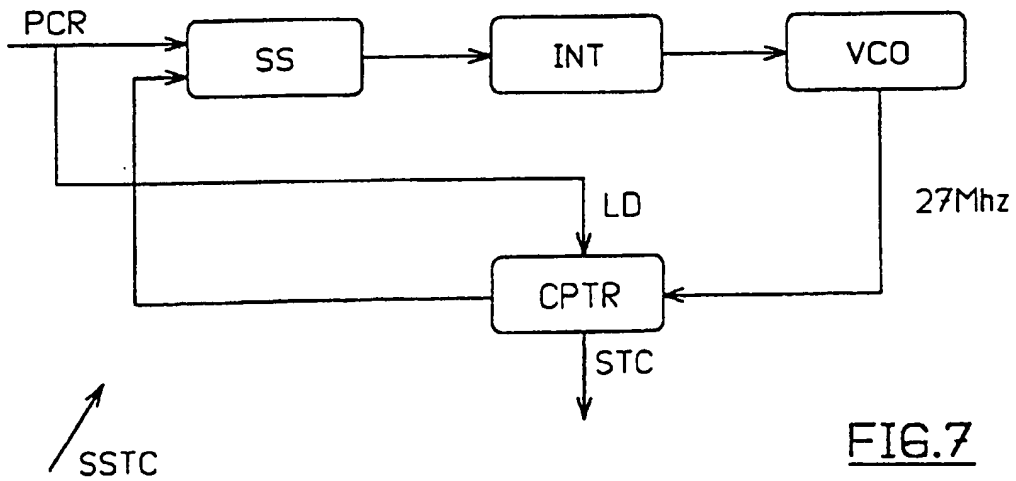 PCR
SS
INT
VCO
LD
27Mhz
CPTR
STC
SSTC
FIG.7